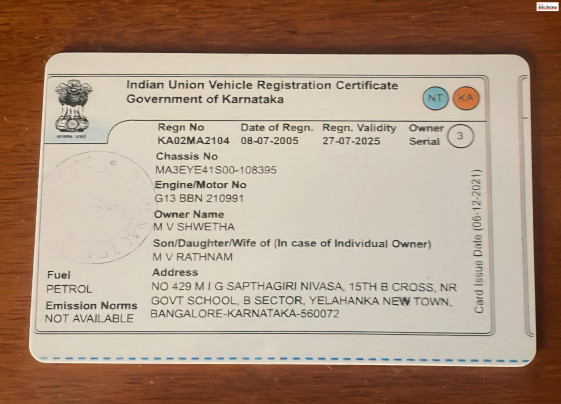 Indian Union Vehicle Registration Certificate
Government of Karnataka
NT KA
Regn No Date of Regn. Regn. Validity Owner Serial 3
KA02MA2104 08-07-2005 27-07-2025
Chassis No
MA3EYE41S00-108395
Engine/Motor No
G13 BBN 210991
Owner Name
M V SHWETHA
Son/Daughter/Wife of (In case of Individual Owner)
M V RATHNAM
Fuel
PETROL
Emission Norms
NOT AVAILABLE
Address
NO 429 M I G SAPTHAGIRI NIVASA, 15TH B CROSS, NR
GOVT SCHOOL, B SECTOR, YELAHANKA NEW TOWN,
BANGALORE-KARNATAKA-560072
Card Issue Date (06-12-2021)